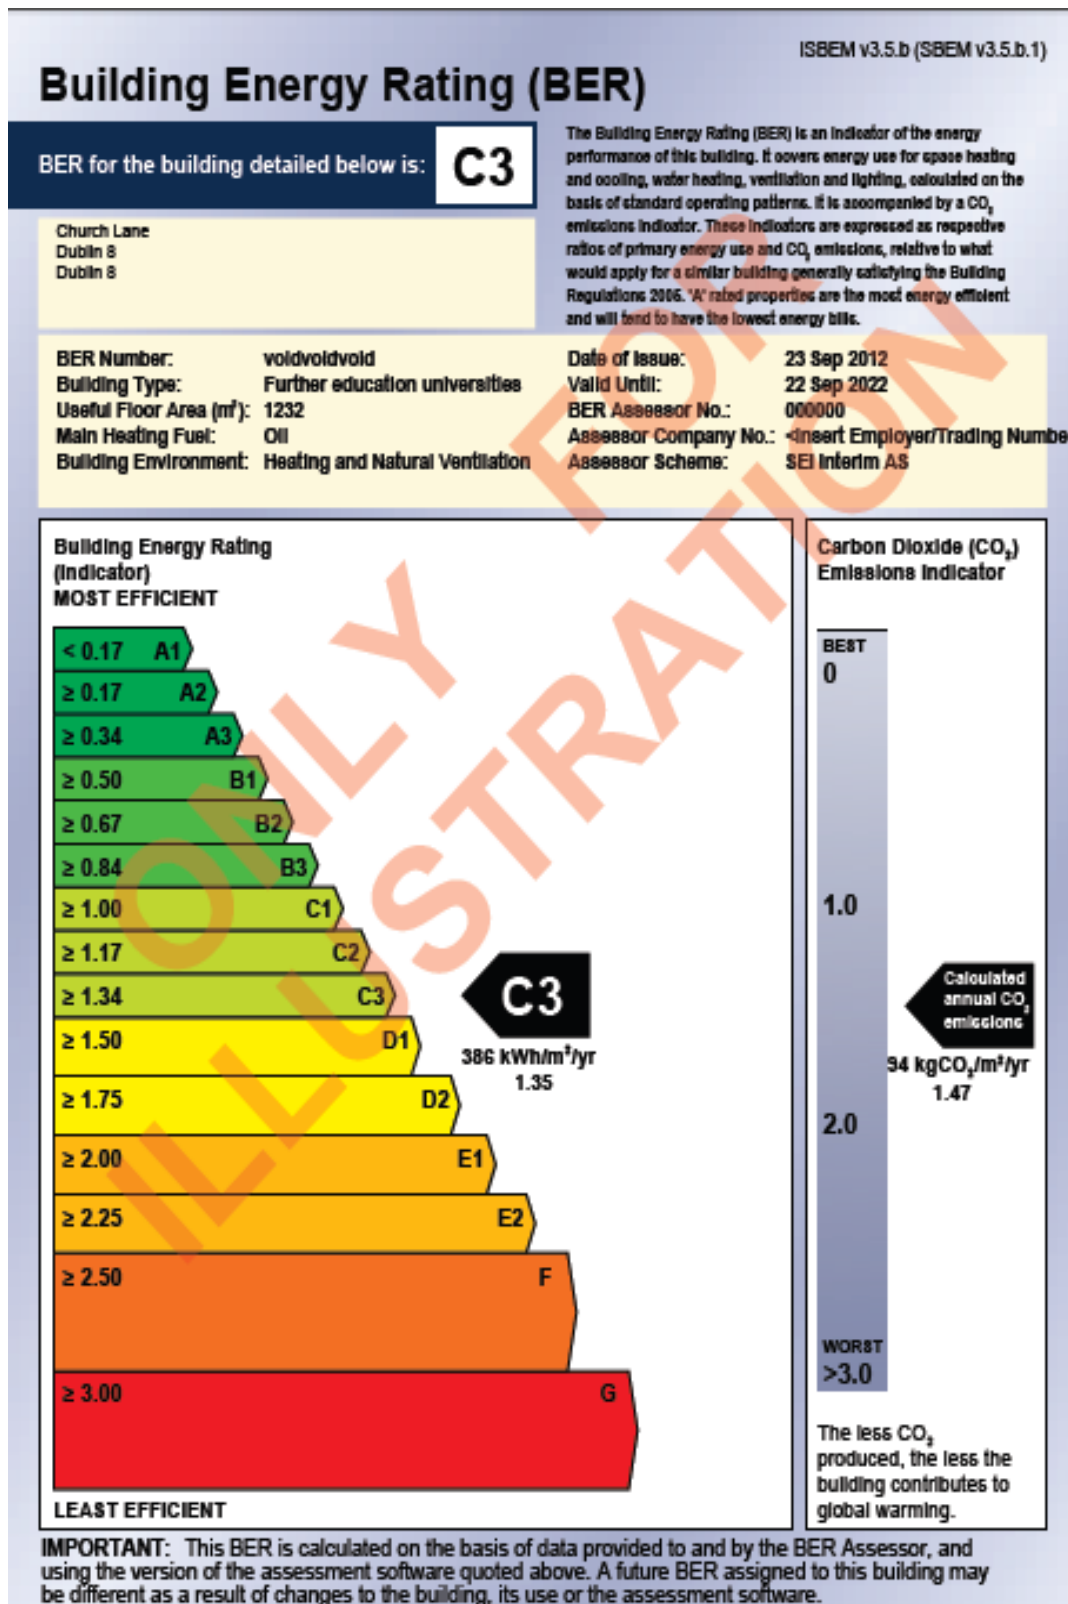 ISBEM v3.5.b (SBEM v3.5.b.1)
Building Energy Rating (BER)
BER for the building detailed below is: C3
The Building Energy Rating (BER) is an indicator of the energy
performance of this building. It covers energy use for space heating
and cooling, water heating, ventilation and lighting, calculated on the
basis of standard operating patterns. It is accompanied by a CO₂
emissions indicator. These indicators are expressed as respective
ratios of primary energy use and CO₂ emissions, relative to what
would apply for a similar building generally satisfying the Building
Regulations 2006. 'A' rated properties are the most energy efficient
and will tend to have the lowest energy bills.
Church Lane
Dublin 8
Dublin 8
BER Number: voidvoidvoid
Building Type: Further education universities
Useful Floor Area (m²): 1232
Main Heating Fuel: Oil
Building Environment: Heating and Natural Ventilation
Date of Issue: 23 Sep 2012
Valid Until: 22 Sep 2022
BER Assessor No.: 000000
Assessor Company No.: <Insert Employer/Trading Numbe
Assessor Scheme: SEI Interim AS
ONLY FOR
ILLUSTRATION
Building Energy Rating
(Indicator)
MOST EFFICIENT
< 0.17 A1
≥ 0.17 A2
≥ 0.34 A3
≥ 0.50 B1
≥ 0.67 B2
≥ 0.84 B3
≥ 1.00 C1
≥ 1.17 C2
≥ 1.34 C3
≥ 1.50 D1
≥ 1.75 D2
≥ 2.00 E1
≥ 2.25 E2
≥ 2.50 F
≥ 3.00 G
LEAST EFFICIENT
C3
386 kWh/m²/yr
1.35
Carbon Dioxide (CO₂)
Emissions Indicator
BEST
0
1.0
2.0
WORST
>3.0
Calculated
annual CO₂
emissions
94 kgCO₂/m²/yr
1.47
The less CO₂
produced, the less the
building contributes to
global warming.
IMPORTANT: This BER is calculated on the basis of data provided to and by the BER Assessor, and
using the version of the assessment software quoted above. A future BER assigned to this building may
be different as a result of changes to the building, its use or the assessment software.